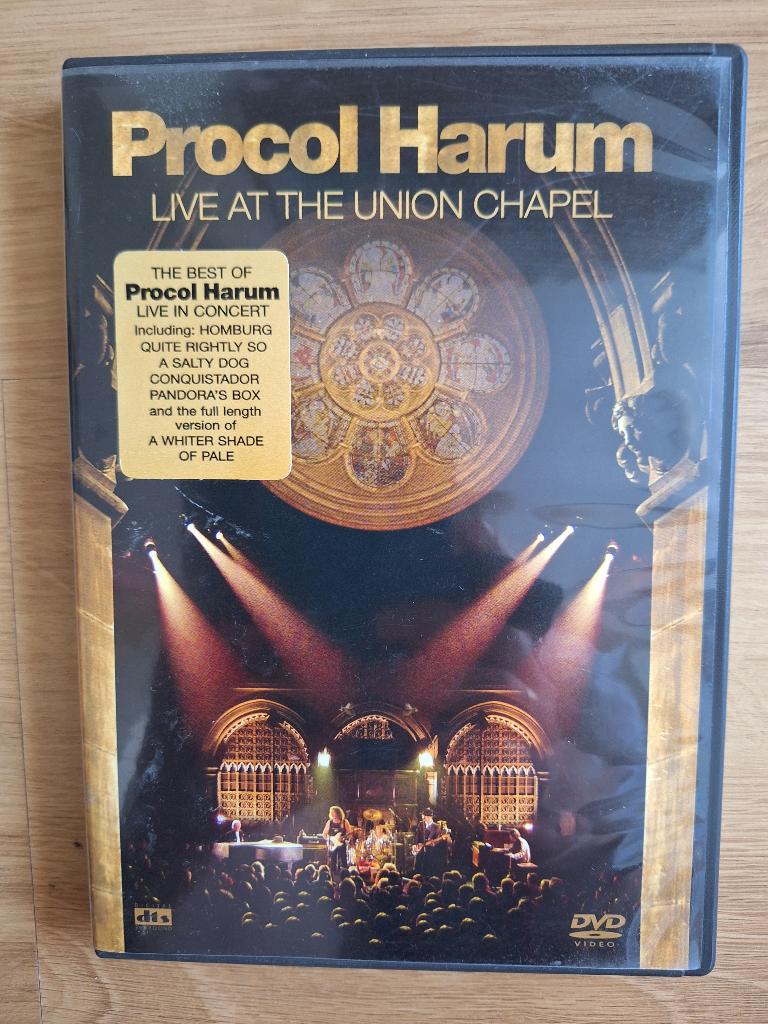 Procol Harum
LIVE AT THE UNION CHAPEL
THE BEST OF
Procol Harum
LIVE IN CONCERT
Including: HOMBURG
QUITE RIGHTLY SO
A SALTY DOG
CONQUISTADOR
PANDORA'S BOX
and the full length
version of
A WHITER SHADE
OF PALE
DIGITAL
dts
SURROUND
DVD
VIDEO